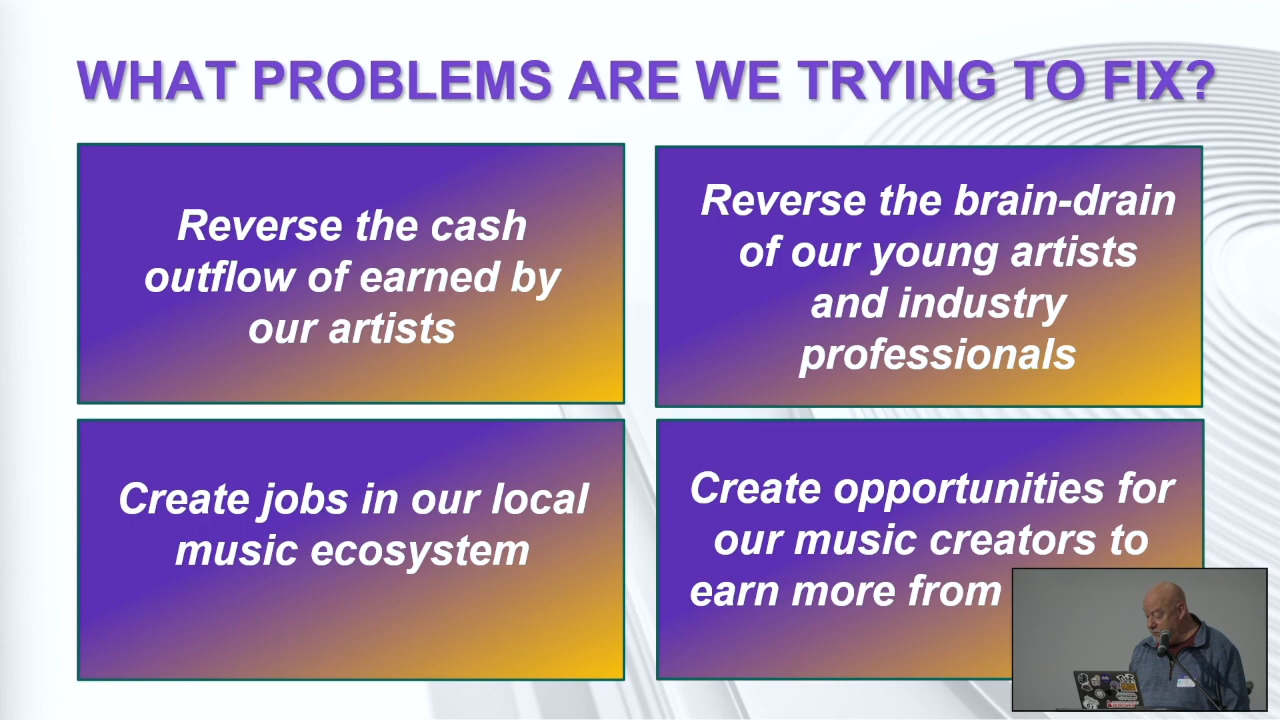 WHAT PROBLEMS ARE WE TRYING TO FIX?
Reverse the cash
outflow of earned by
our artists
Reverse the brain-drain
of our young artists
and industry
professionals
Create jobs in our local
music ecosystem
Create opportunities for
our music creators to
earn more from